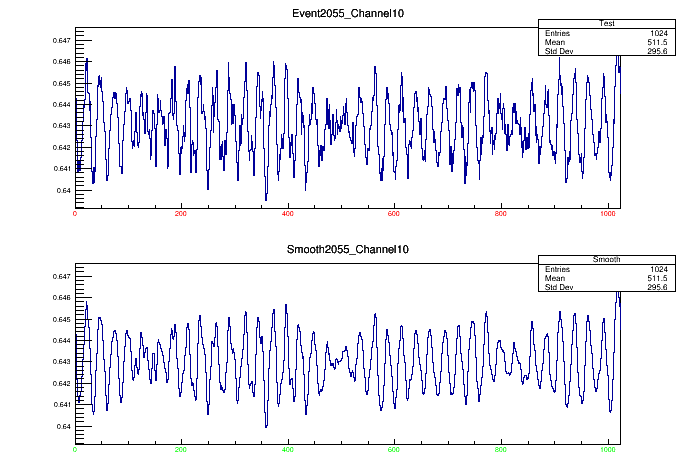 Event2055_Channel10
Test
Entries 1024
Mean 511.5
Std Dev 295.6
0.647
0.646
0.645
0.644
0.643
0.642
0.641
0.64
0 200 400 600 800 1000
Smooth2055_Channel10
Smooth
Entries 1024
Mean 511.5
Std Dev 295.6
0.647
0.646
0.645
0.644
0.643
0.642
0.641
0.64
0 200 400 600 800 1000